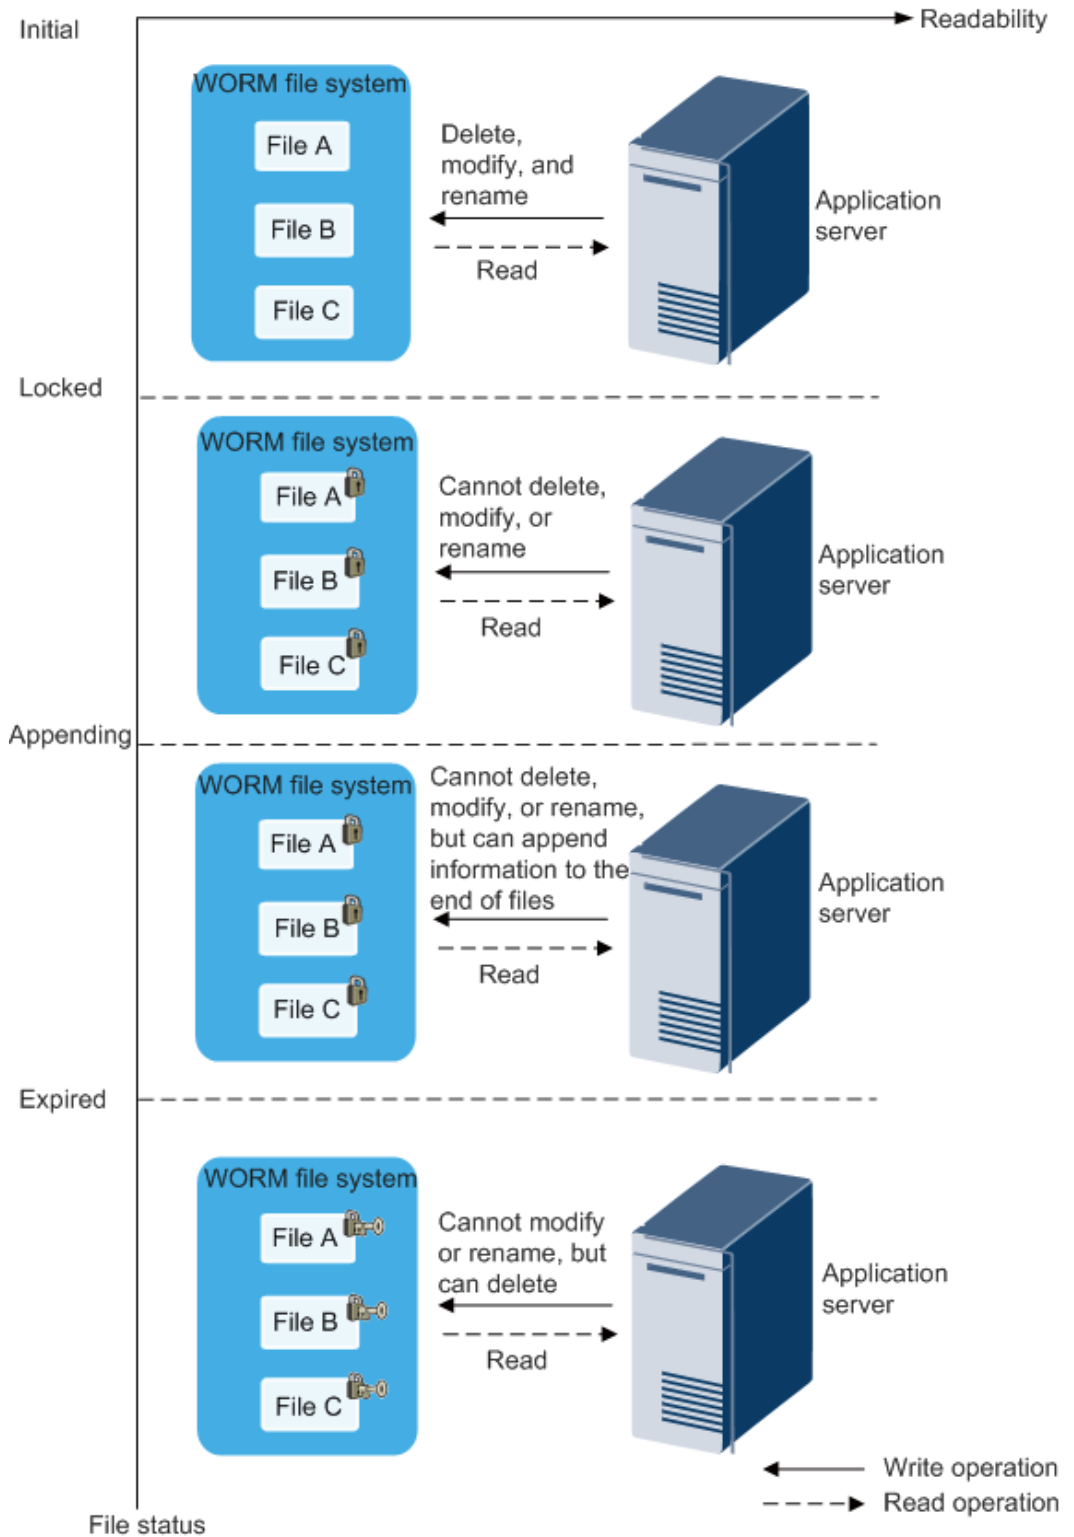 Initial
Readability
WORM file system
File A
File B
File C
Delete,
modify, and
rename
Read
Application
server
Locked
WORM file system
File A
File B
File C
Cannot delete,
modify, or
rename
Read
Application
server
Appending
WORM file system
File A
File B
File C
Cannot delete,
modify, or rename,
but can append
information to the
end of files
Read
Application
server
Expired
WORM file system
File A
File B
File C
Cannot modify
or rename, but
can delete
Read
Application
server
Write operation
Read operation
File status